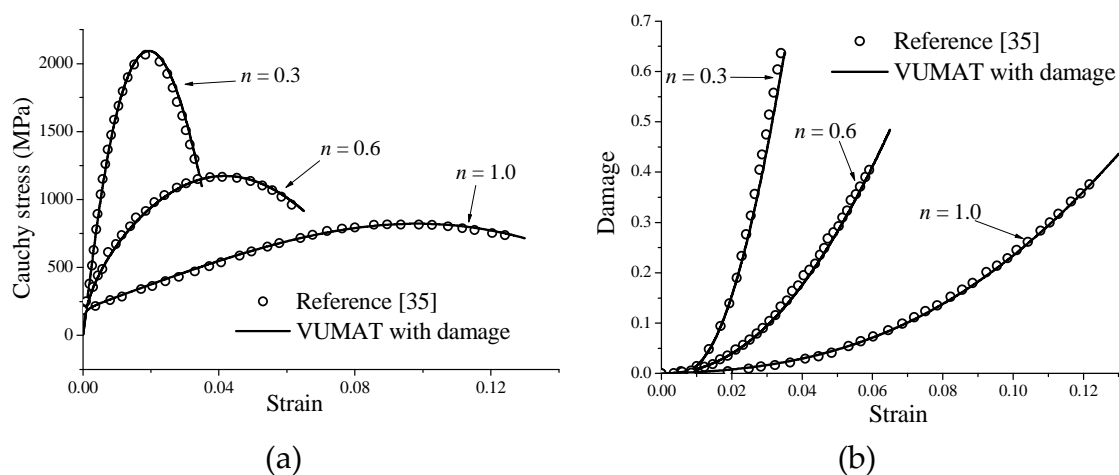 2000
1500
1000
500
0
Cauchy stress (MPa)
n = 0.3
n = 0.6
n = 1.0
Reference [35]
VUMAT with damage
0.00
0.04
0.08
0.12
Strain
(a)
0.7
0.6
0.5
0.4
0.3
0.2
0.1
0.0
Damage
Reference [35]
VUMAT with damage
n = 0.3
n = 0.6
n = 1.0
0.00
0.02
0.04
0.06
0.08
0.10
0.12
Strain
(b)